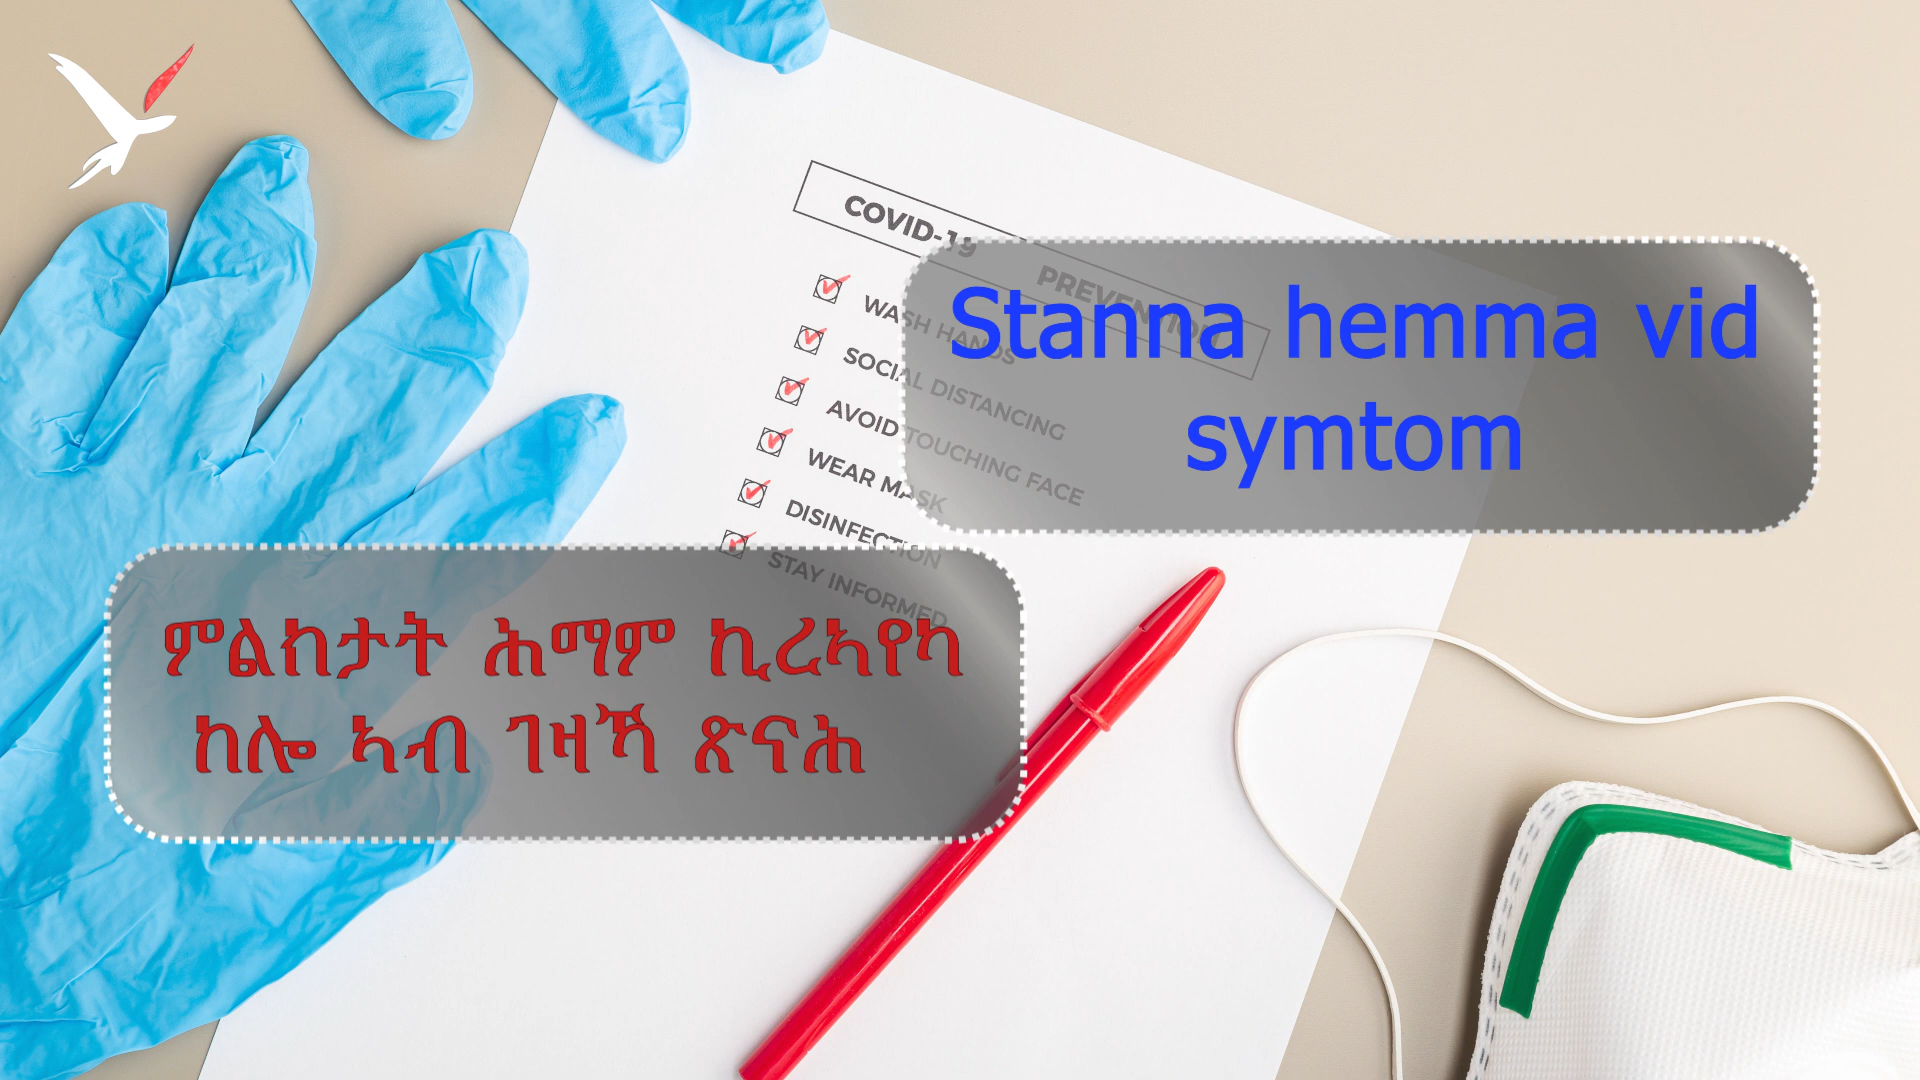 COVID-19 PREVENTION
WASH HANDS
SOCIAL DISTANCING
AVOID TOUCHING FACE
WEAR MASK
DISINFECTION
STAY INFORMED
Stanna hemma vid
symtom
ምልክታት ሕማም ኪረኣየካ
ከሎ ኣብ ገዛኻ ጽናሕ